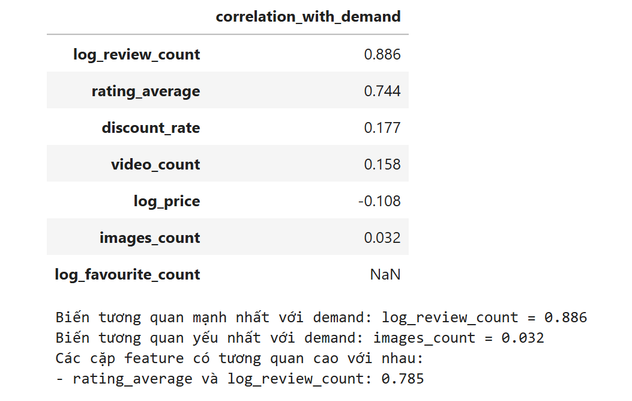 correlation_with_demand
log_review_count 0.886
rating_average 0.744
discount_rate 0.177
video_count 0.158
log_price -0.108
images_count 0.032
log_favourite_count NaN
Biến tương quan mạnh nhất với demand: log_review_count = 0.886
Biến tương quan yếu nhất với demand: images_count = 0.032
Các cặp feature có tương quan cao với nhau:
- rating_average và log_review_count: 0.785